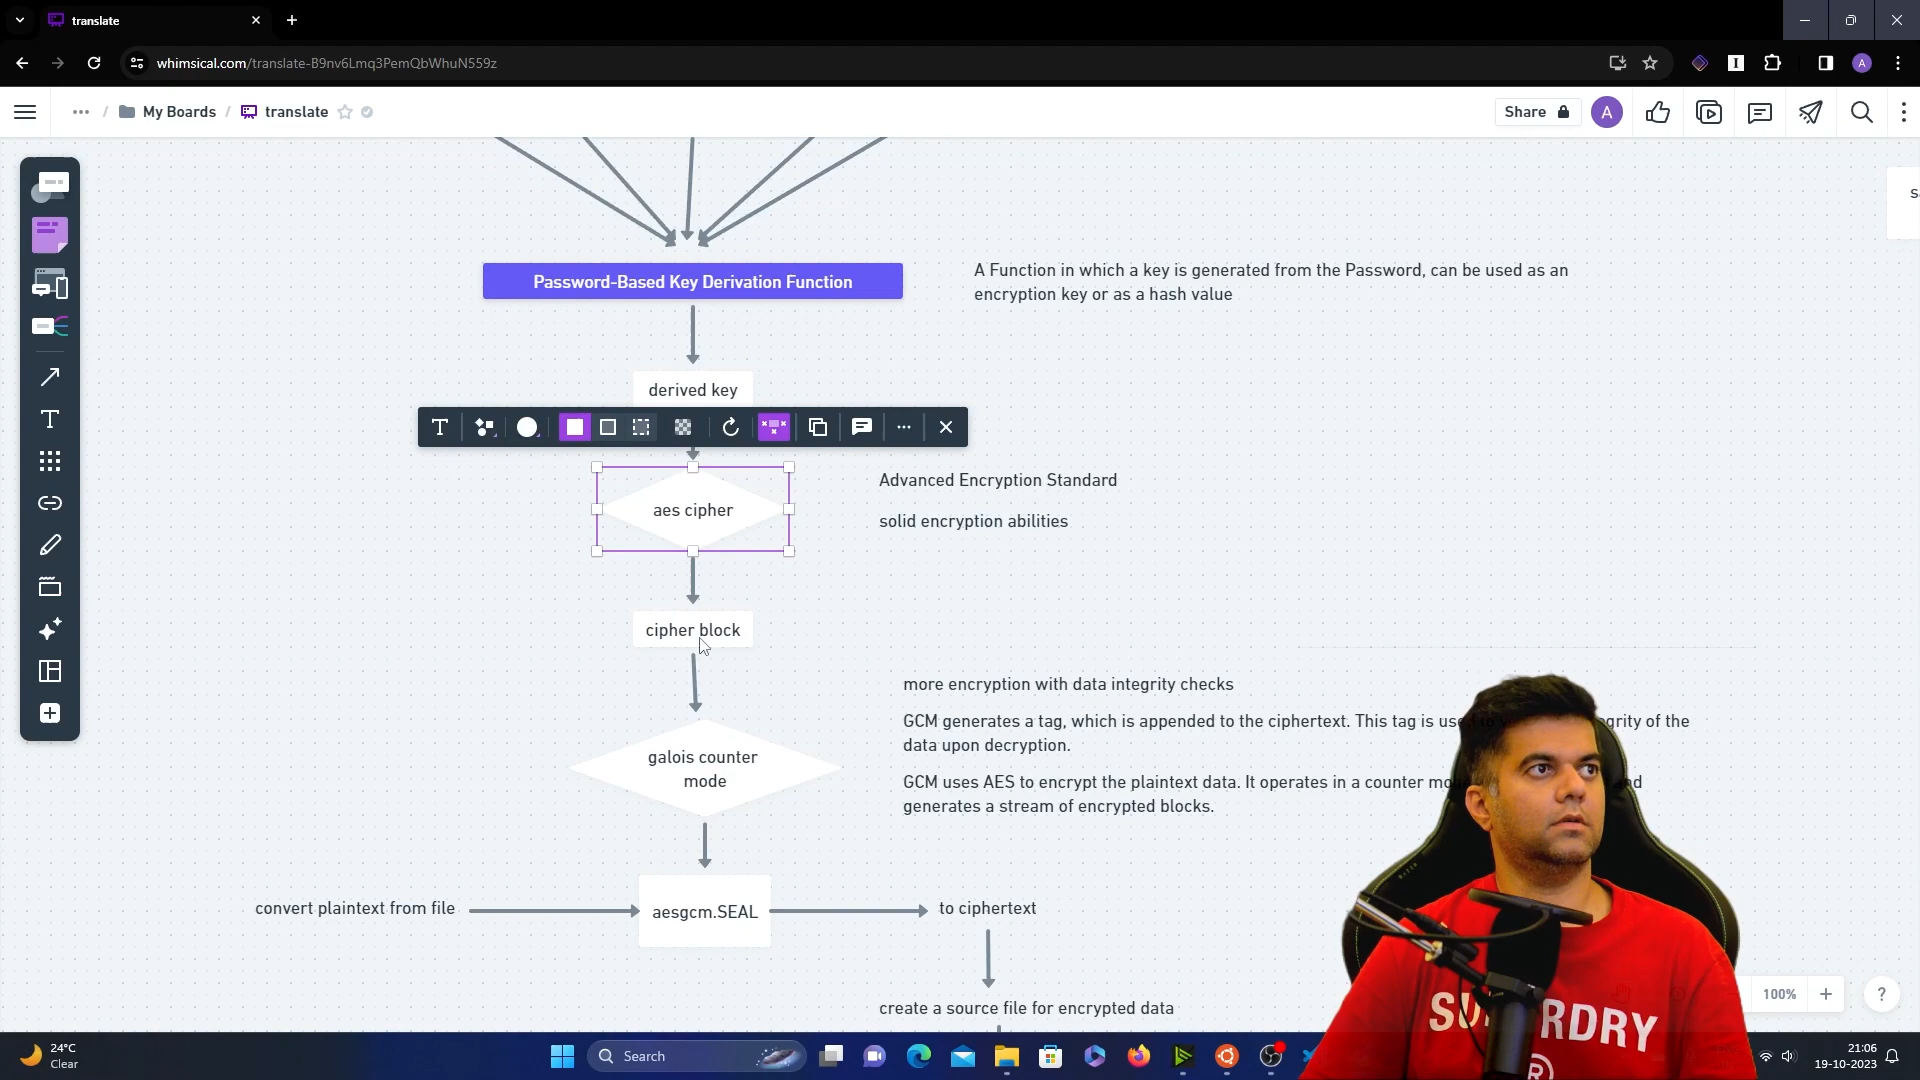 translate
whimsical.com/translate-B9nv6Lmq3PemQbWhuN559z
A
... / My Boards / translate
Share
A
Password-Based Key Derivation Function
A Function in which a key is generated from the Password, can be used as an
encryption key or as a hash value
derived key
T
T
aes cipher
Advanced Encryption Standard
solid encryption abilities
cipher block
more encryption with data integrity checks
GCM generates a tag, which is appended to the ciphertext. This tag is
data upon decryption.
of the
galois counter
mode
GCM uses AES to encrypt the plaintext data. It operates in a counter
generates a stream of encrypted blocks.
convert plaintext from file
aesgcm.SEAL
to ciphertext
create a source file for encrypted data
100%
?
RDRY
24°C
Clear
Search
21:06
19-10-2023